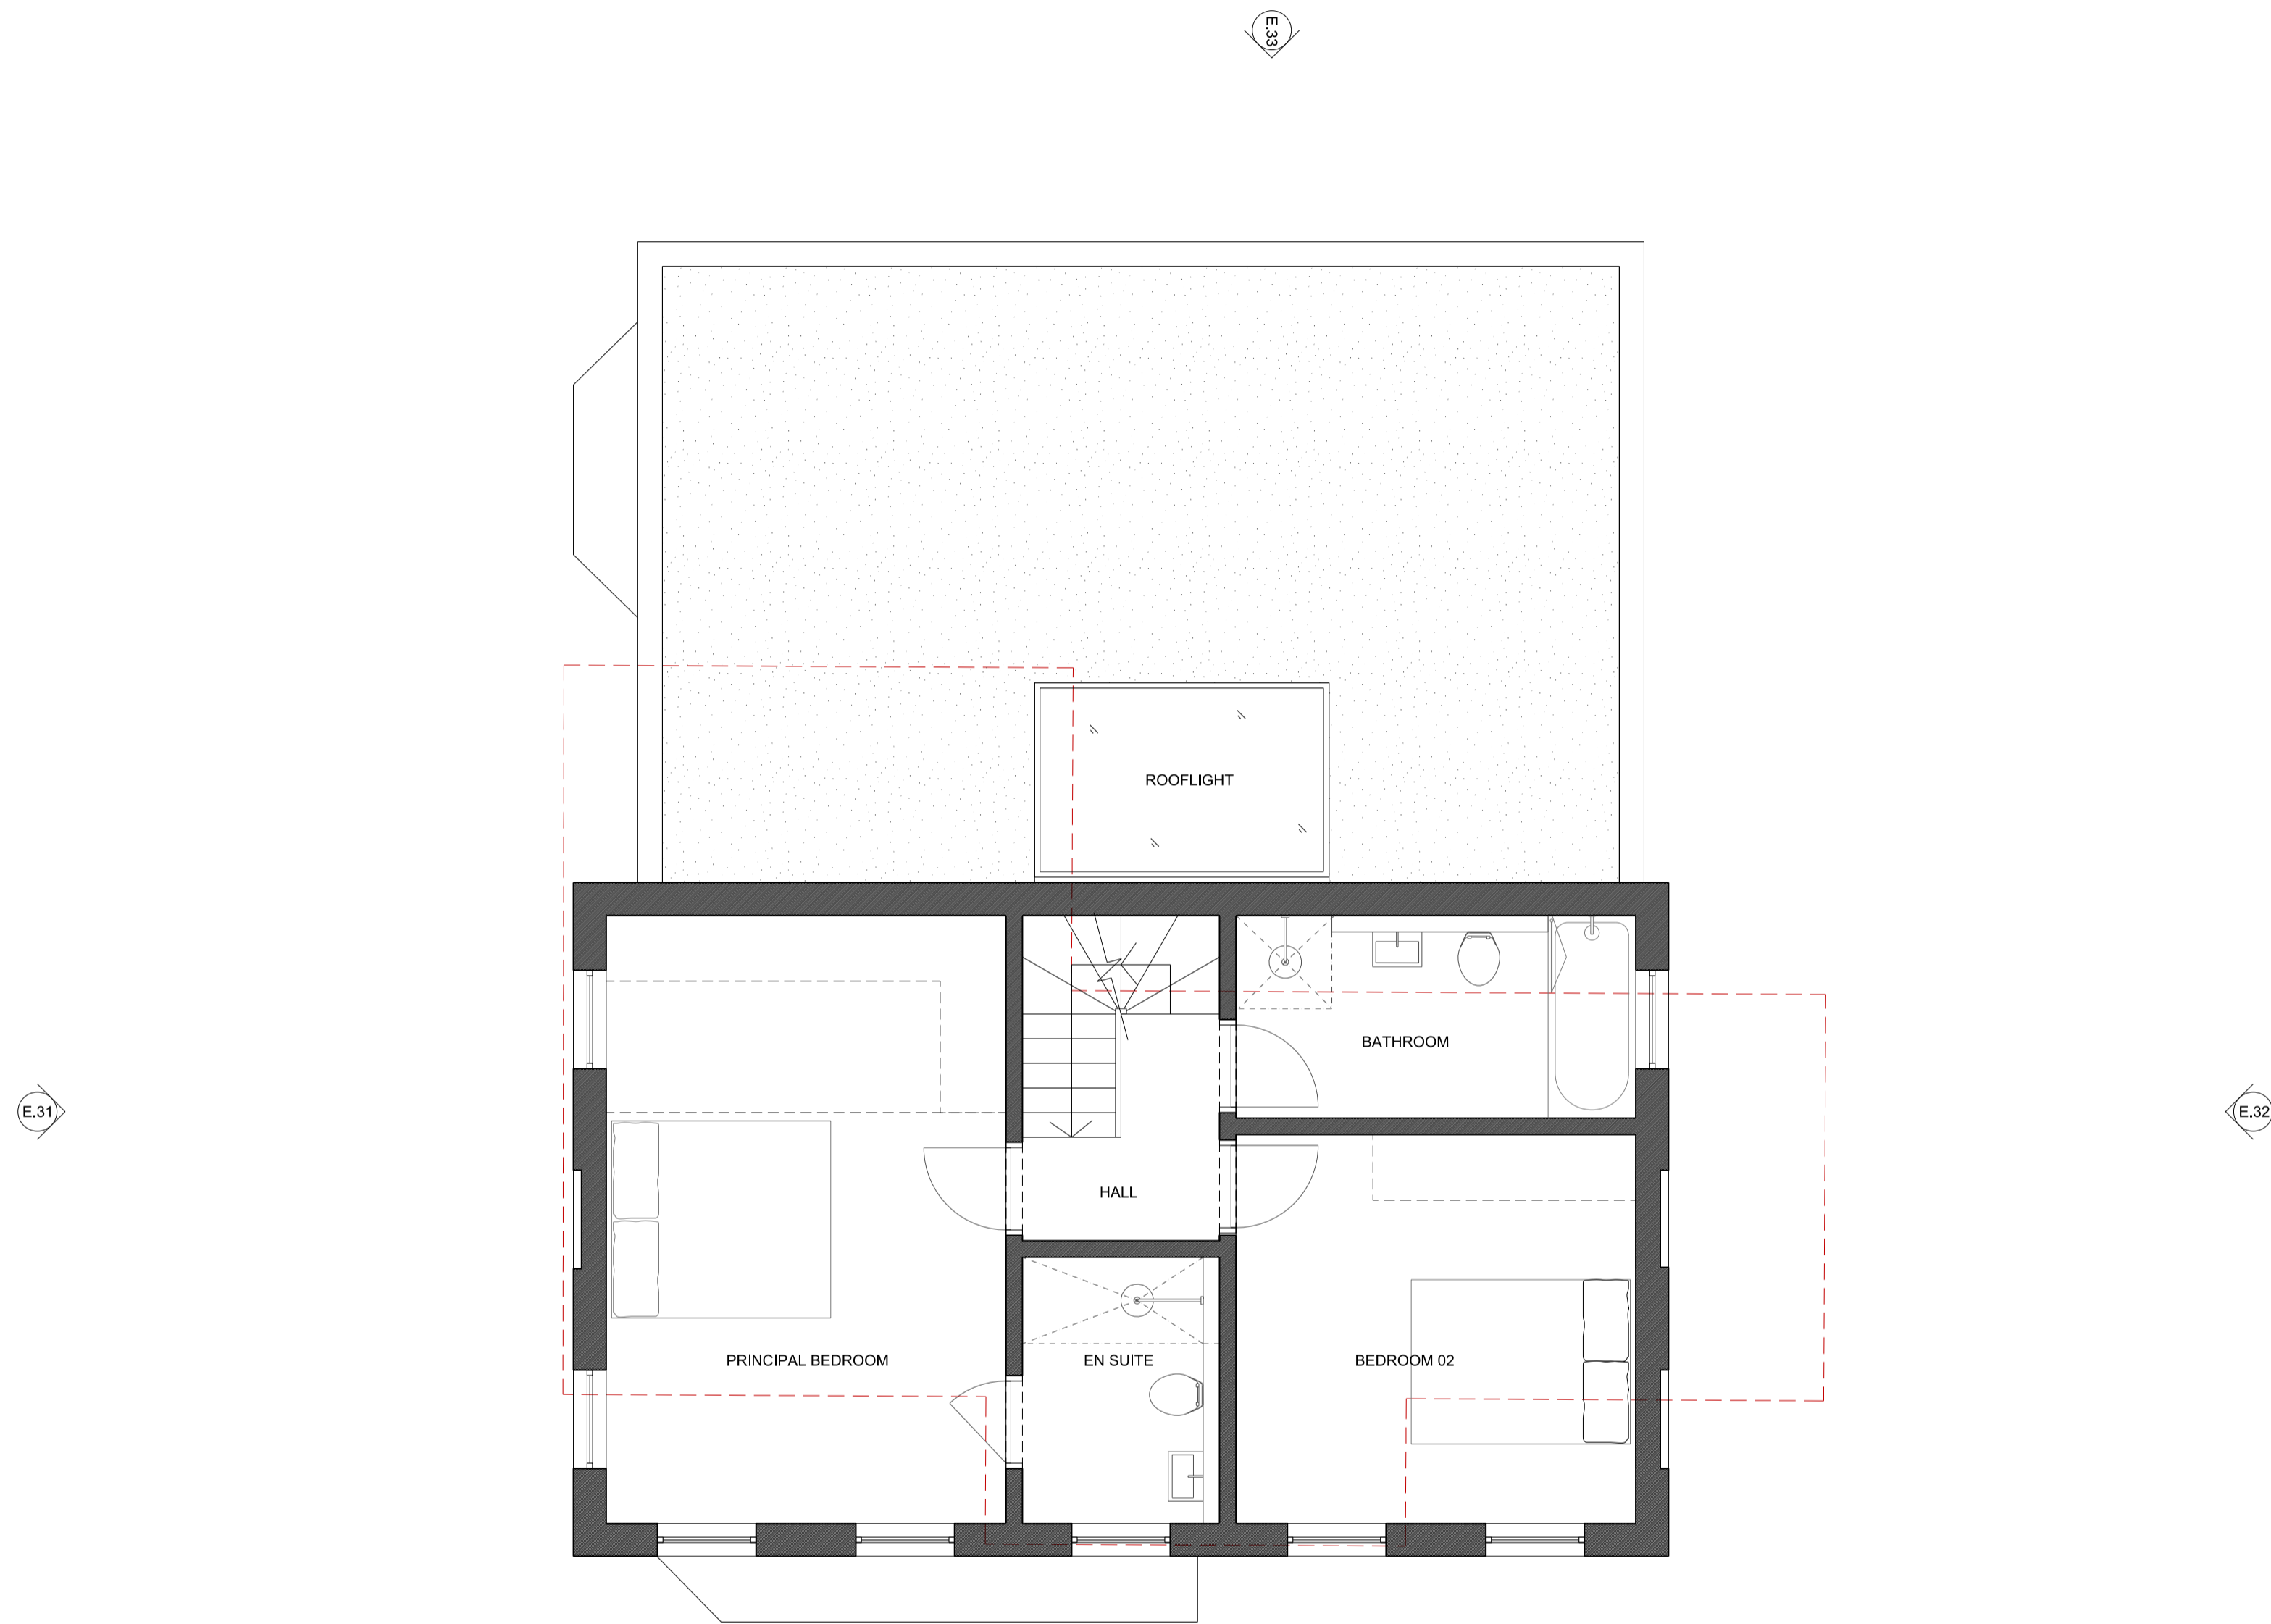 E.33
ROOFLIGHT
BATHROOM
E.31
E.32
HALL
PRINCIPAL BEDROOM
EN SUITE
BEDROOM 02